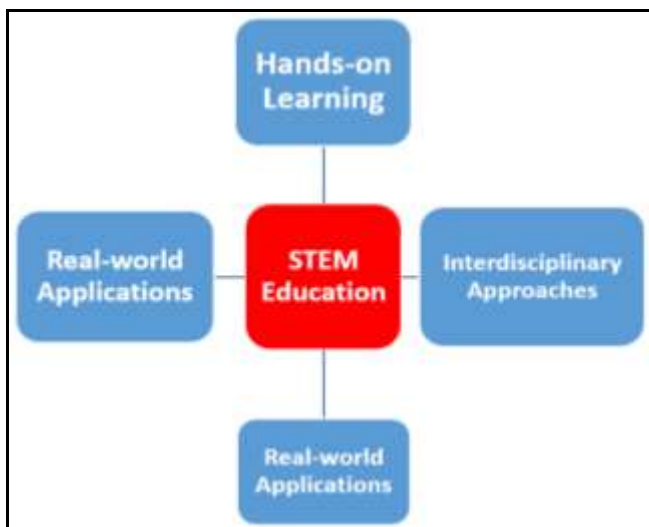 Hands-on
Learning
Real-world
Applications
STEM
Education
Interdisciplinary
Approaches
Real-world
Applications